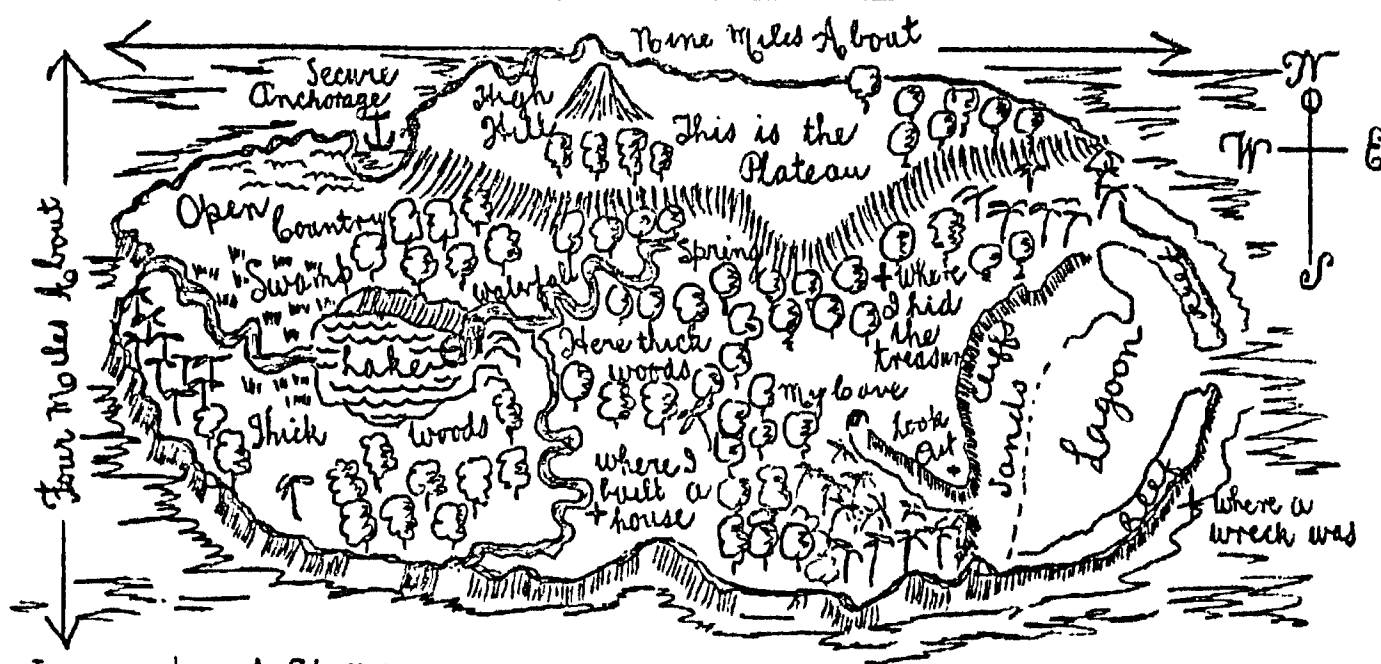 Nine Miles About
N
W E
S
Four Miles About
Secure
Anchorage
High
Hill
This is the
Plateau
Open Country
Swamp
Waterfall
Spring
Lake
Here thick
woods
+ Where
I hid
the
treasure
Cliffs
Sands
Lagoon
Reef
My Cave
Look
Out
+
Thick woods
where I
built a
+ house
Reef
+ where a
wreck was